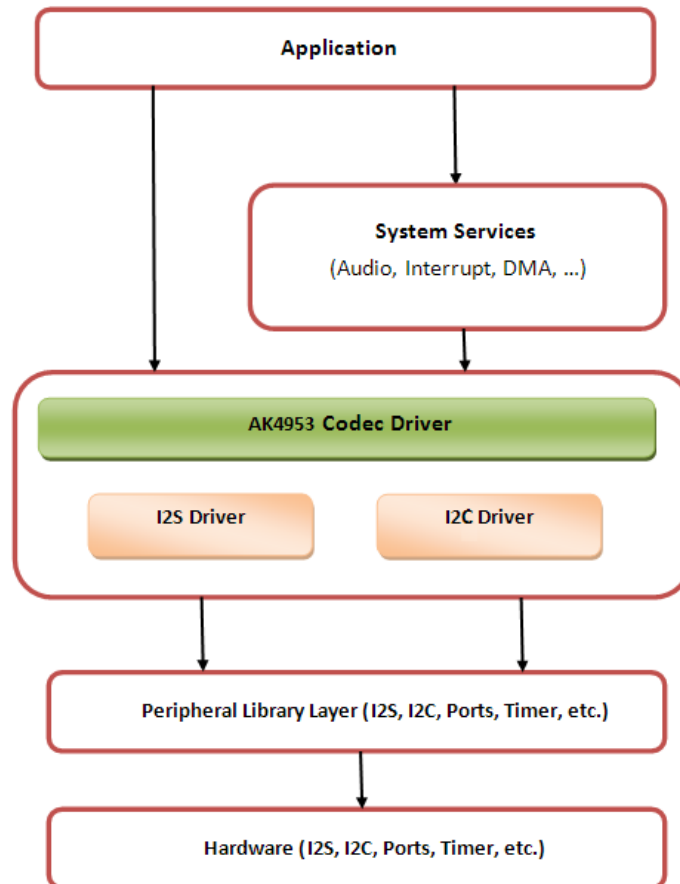 Application
System Services
(Audio, Interrupt, DMA, ...)
AK4953 Codec Driver
I2S Driver
I2C Driver
Peripheral Library Layer (I2S, I2C, Ports, Timer, etc.)
Hardware (I2S, I2C, Ports, Timer, etc.)